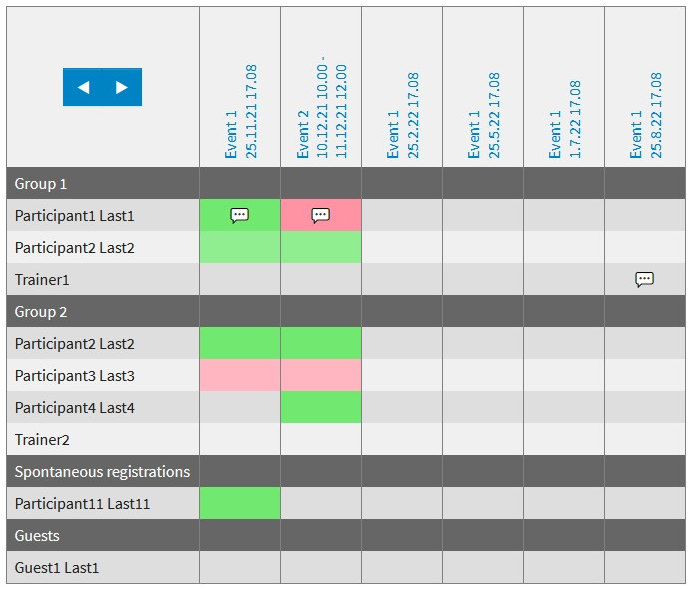 Event 1
25.11.21 17.08
Event 2
10.12.21 10.00 -
11.12.21 12.00
Event 1
25.2.22 17.08
Event 1
25.5.22 17.08
Event 1
1.7.22 17.08
Event 1
25.8.22 17.08
Group 1
Participant1 Last1
Participant2 Last2
Trainer1
Group 2
Participant2 Last2
Participant3 Last3
Participant4 Last4
Trainer2
Spontaneous registrations
Participant11 Last11
Guests
Guest1 Last1